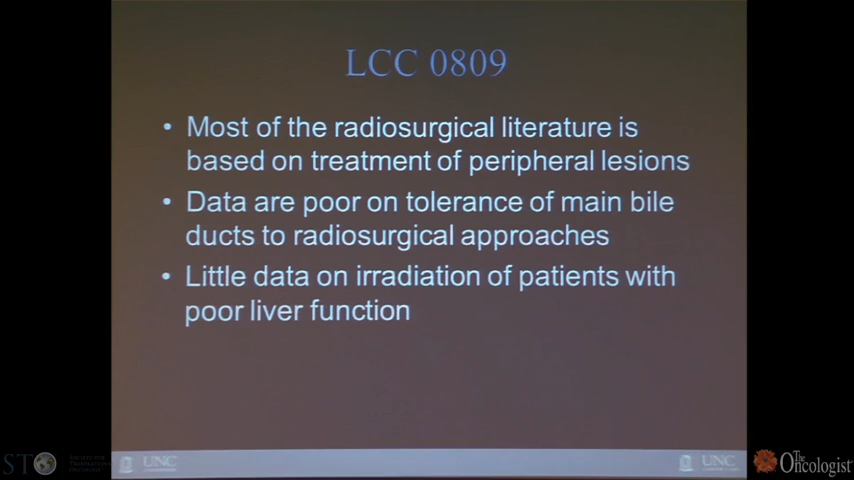 LCC 0809
• Most of the radiosurgical literature is
based on treatment of peripheral lesions
• Data are poor on tolerance of main bile
ducts to radiosurgical approaches
• Little data on irradiation of patients with
poor liver function
STO
UNC
UNC
The
Oncologist